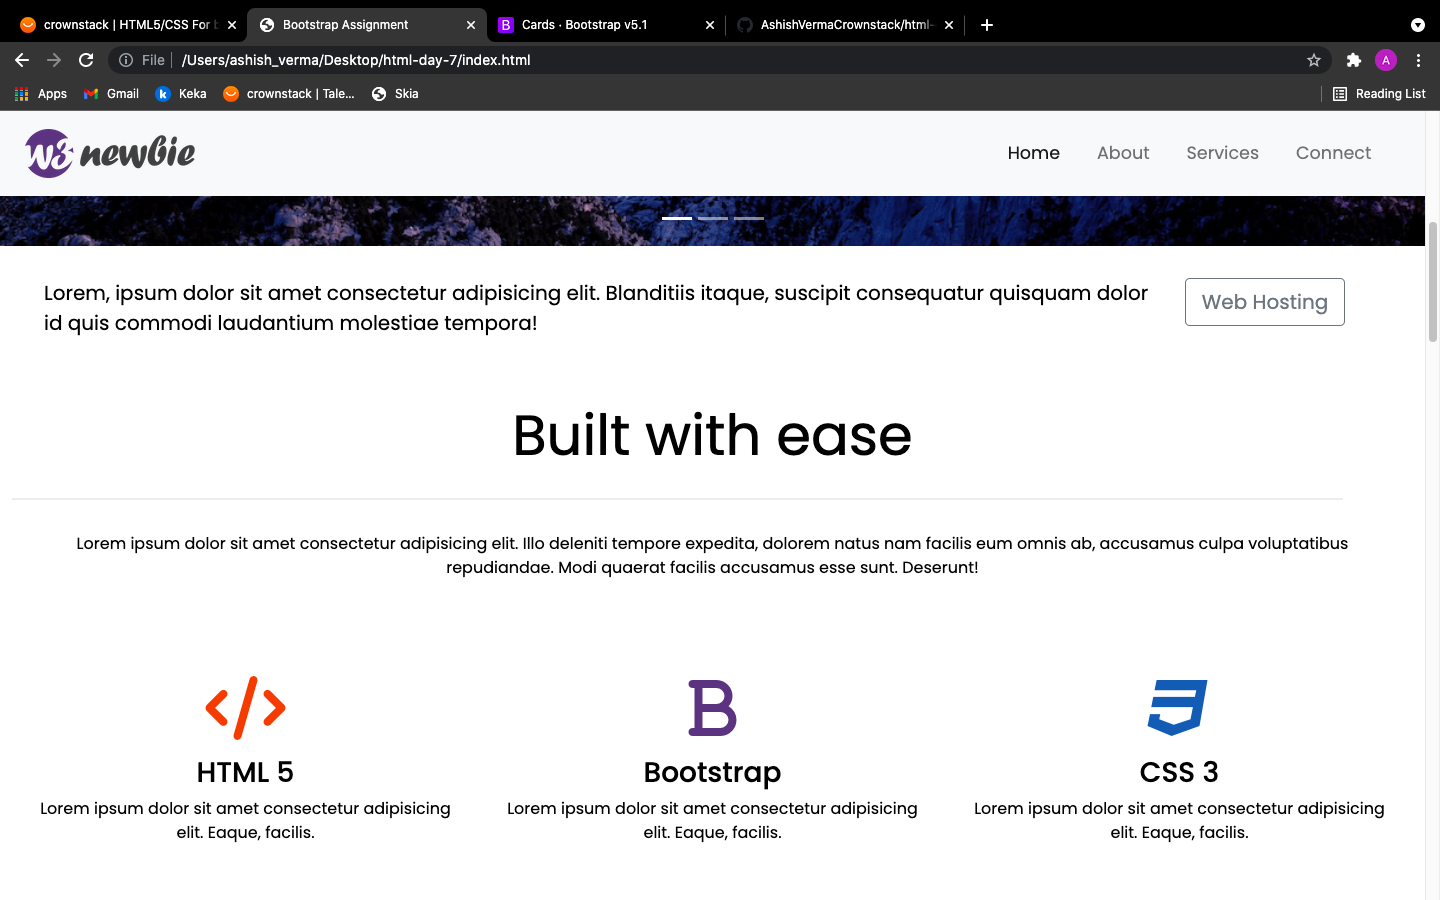 crownstack | HTML5/CSS For b
Bootstrap Assignment
Cards · Bootstrap v5.1
AshishVermaCrownstack/html-
File | /Users/ashish_verma/Desktop/html-day-7/index.html
A
Apps
Gmail
Keka
crownstack | Tale...
Skia
Reading List
w3 newbie
Home
About
Services
Connect
Lorem, ipsum dolor sit amet consectetur adipisicing elit. Blanditiis itaque, suscipit consequatur quisquam dolor
id quis commodi laudantium molestiae tempora!
Web Hosting
Built with ease
Lorem ipsum dolor sit amet consectetur adipisicing elit. Illo deleniti tempore expedita, dolorem natus nam facilis eum omnis ab, accusamus culpa voluptatibus
repudiandae. Modi quaerat facilis accusamus esse sunt. Deserunt!
HTML 5
Lorem ipsum dolor sit amet consectetur adipisicing
elit. Eaque, facilis.
Bootstrap
Lorem ipsum dolor sit amet consectetur adipisicing
elit. Eaque, facilis.
CSS 3
Lorem ipsum dolor sit amet consectetur adipisicing
elit. Eaque, facilis.